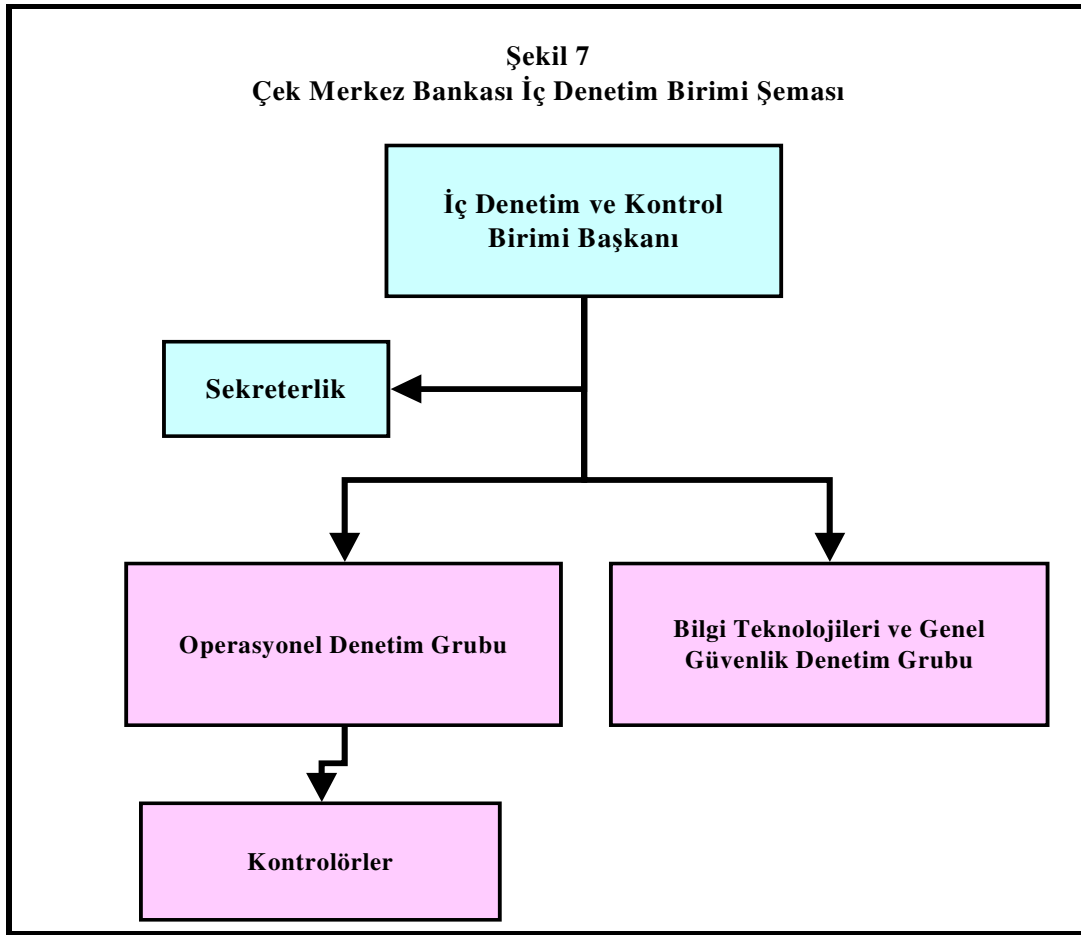 Şekil 7
Çek Merkez Bankası İç Denetim Birimi Şeması
İç Denetim ve Kontrol
Birimi Başkanı
Sekreterlik
Operasyonel Denetim Grubu
Bilgi Teknolojileri ve Genel
Güvenlik Denetim Grubu
Kontrolörler